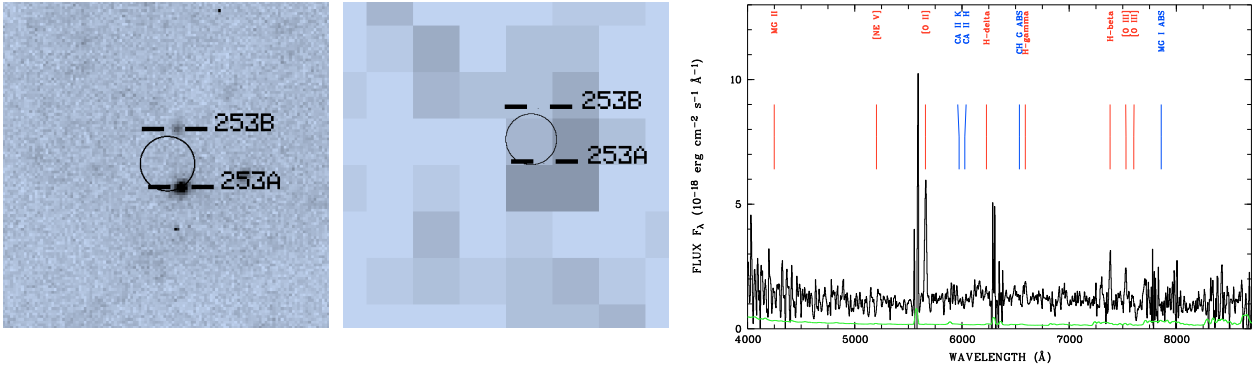 253B
253A
253B
253A
MG II
[NE V]
[O II]
CA II K
CA II H
H-delta
CH G ABS
H-gamma
H-beta
[O III]
[O III]
MG I ABS
FLUX Fλ (10⁻¹⁸ erg cm⁻² s⁻¹ Å⁻¹)
10
5
0
4000 5000 6000 7000 8000
WAVELENGTH (Å)